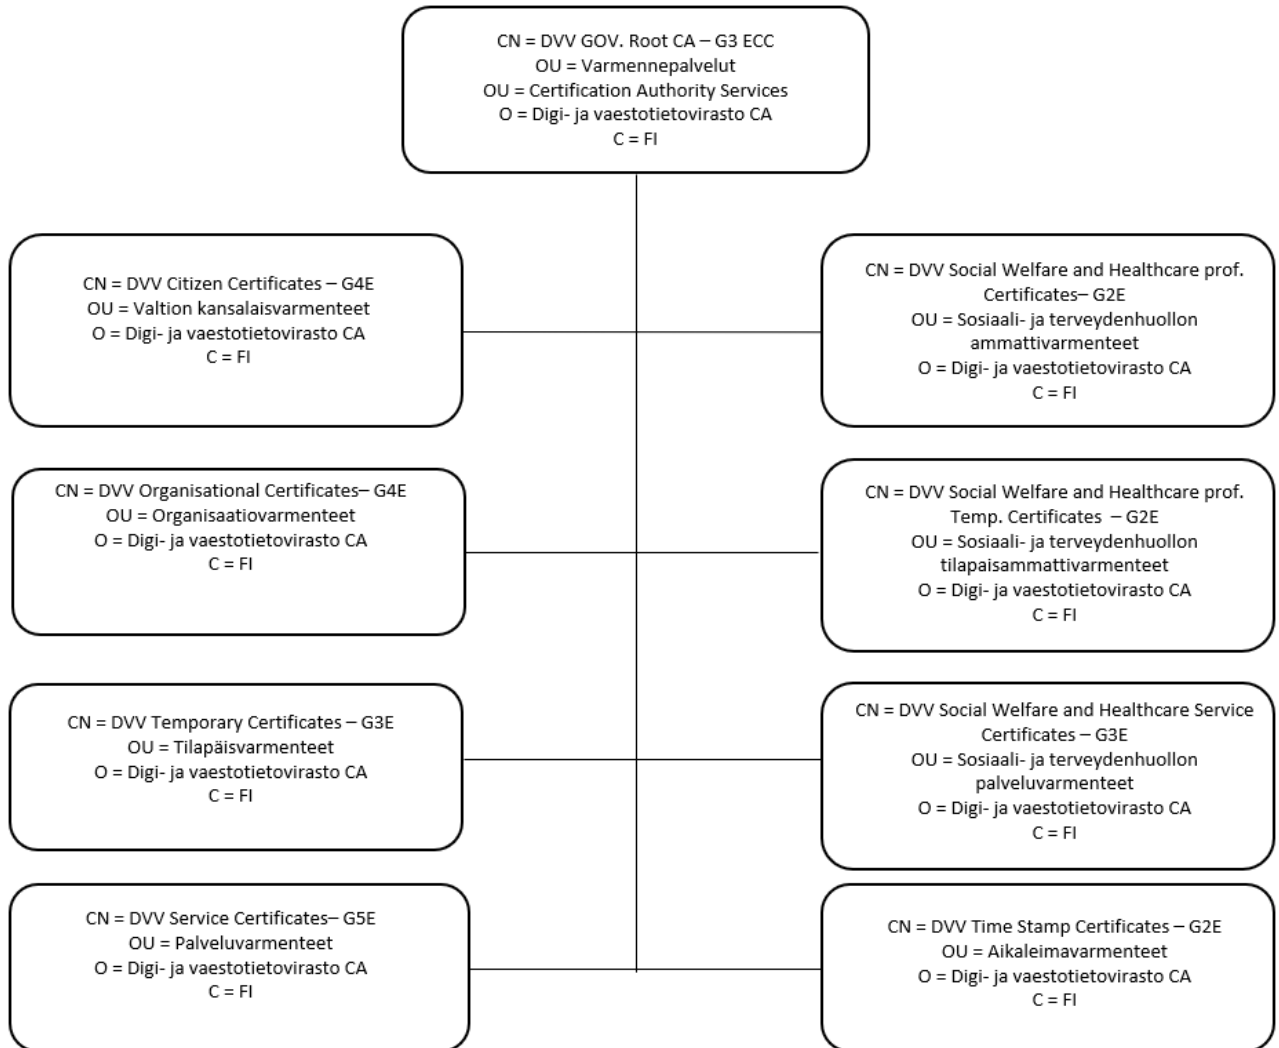 CN = DVV GOV. Root CA – G3 ECC
OU = Varmennepalvelut
OU = Certification Authority Services
O = Digi- ja vaestotietovirasto CA
C = FI
CN = DVV Citizen Certificates – G4E
OU = Valtion kansalaisvarmenteet
O = Digi- ja vaestotietovirasto CA
C = FI
CN = DVV Social Welfare and Healthcare prof.
Certificates– G2E
OU = Sosiaali- ja terveydenhuollon
ammattivarmenteet
O = Digi- ja vaestotietovirasto CA
C = FI
CN = DVV Organisational Certificates– G4E
OU = Organisaatiovarmenteet
O = Digi- ja vaestotietovirasto CA
C = FI
CN = DVV Social Welfare and Healthcare prof.
Temp. Certificates – G2E
OU = Sosiaali- ja terveydenhuollon
tilapaisammattivarmenteet
O = Digi- ja vaestotietovirasto CA
C = FI
CN = DVV Temporary Certificates – G3E
OU = Tilapäisvarmenteet
O = Digi- ja vaestotietovirasto CA
C = FI
CN = DVV Social Welfare and Healthcare Service
Certificates – G3E
OU = Sosiaali- ja terveydenhuollon
palveluvarmenteet
O = Digi- ja vaestotietovirasto CA
C = FI
CN = DVV Service Certificates– G5E
OU = Palveluvarmenteet
O = Digi- ja vaestotietovirasto CA
C = FI
CN = DVV Time Stamp Certificates – G2E
OU = Aikaleimavarmenteet
O = Digi- ja vaestotietovirasto CA
C = FI